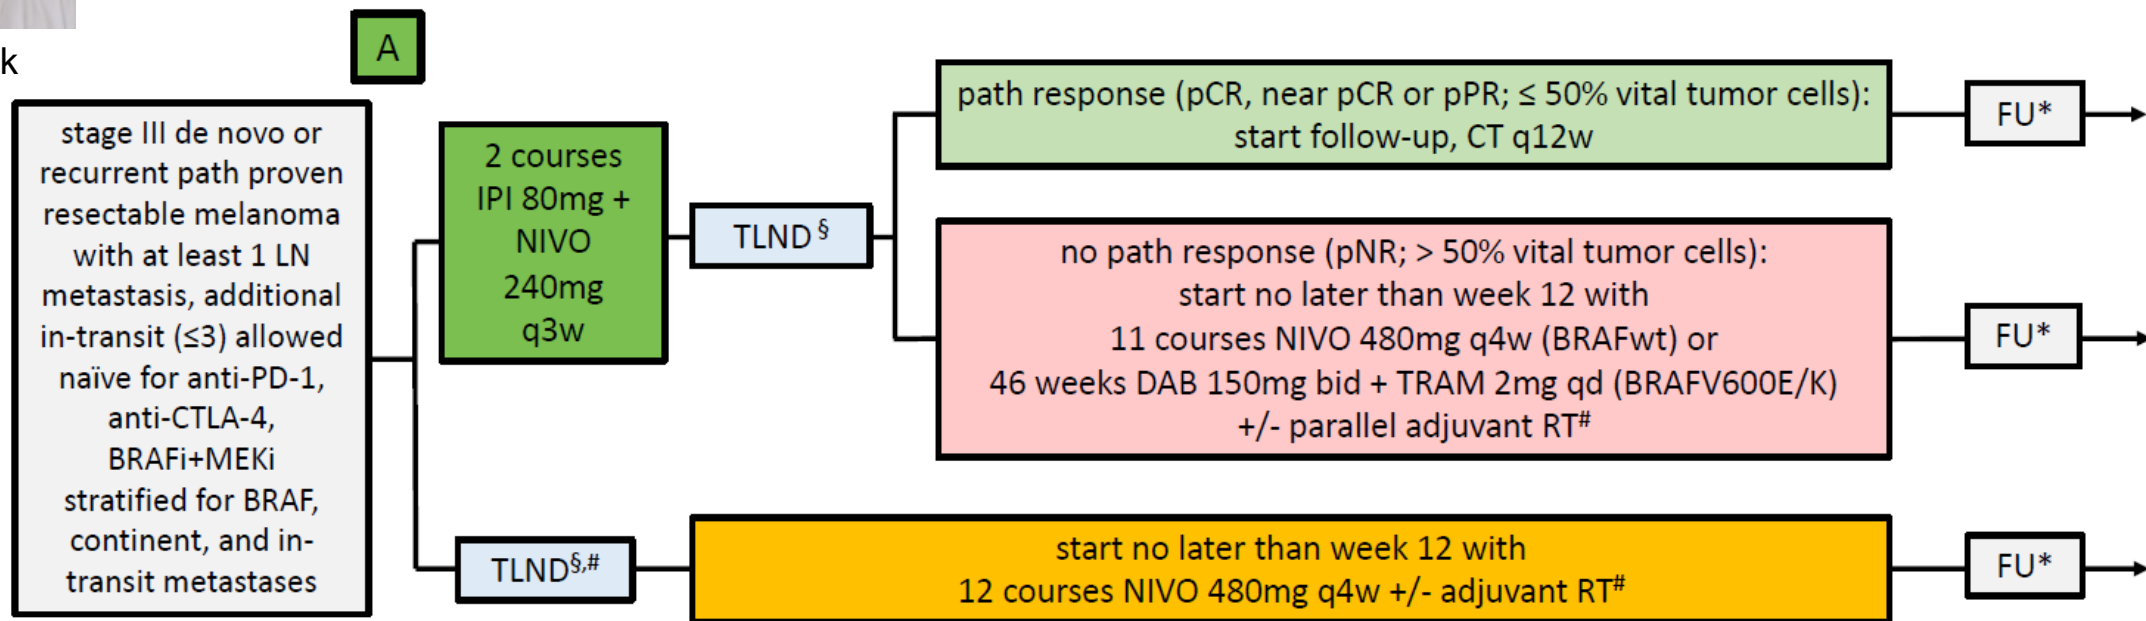 k
A
stage III de novo or
recurrent path proven
resectable melanoma
with at least 1 LN
metastasis, additional
in-transit (≤3) allowed
naïve for anti-PD-1,
anti-CTLA-4,
BRAFi+MEKi
stratified for BRAF,
continent, and in-
transit metastases
2 courses
IPI 80mg +
NIVO
240mg
q3w
TLND§
path response (pCR, near pCR or pPR; ≤ 50% vital tumor cells):
start follow-up, CT q12w
FU*
no path response (pNR; > 50% vital tumor cells):
start no later than week 12 with
11 courses NIVO 480mg q4w (BRAFwt) or
46 weeks DAB 150mg bid + TRAM 2mg qd (BRAFV600E/K)
+/- parallel adjuvant RT#
FU*
TLND§,#
start no later than week 12 with
12 courses NIVO 480mg q4w +/- adjuvant RT#
FU*